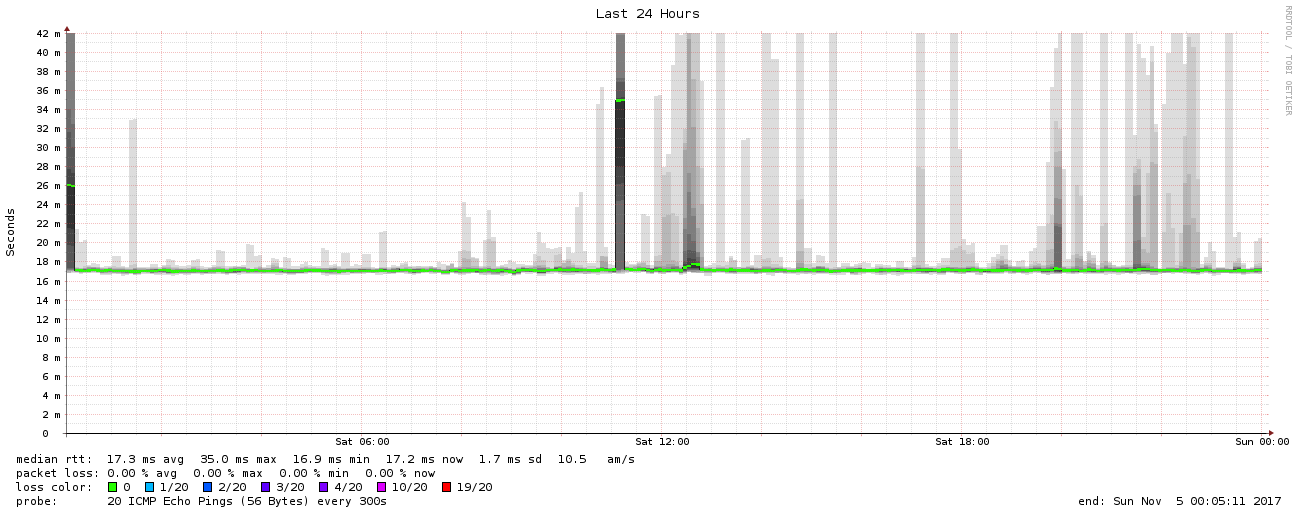 Last 24 Hours
RRDTOOL / TOBI OETIKER
Seconds
42 m
40 m
38 m
36 m
34 m
32 m
30 m
28 m
26 m
24 m
22 m
20 m
18 m
16 m
14 m
12 m
10 m
8 m
6 m
4 m
2 m
0
Sat 06:00 Sat 12:00 Sat 18:00 Sun 00:00
median rtt: 17.3 ms avg 35.0 ms max 16.9 ms min 17.2 ms now 1.7 ms sd 10.5 am/s
packet loss: 0.00 % avg 0.00 % max 0.00 % min 0.00 % now
loss color: 0 1/20 2/20 3/20 4/20 10/20 19/20
probe: 20 ICMP Echo Pings (56 Bytes) every 300s end: Sun Nov 5 00:05:11 2017